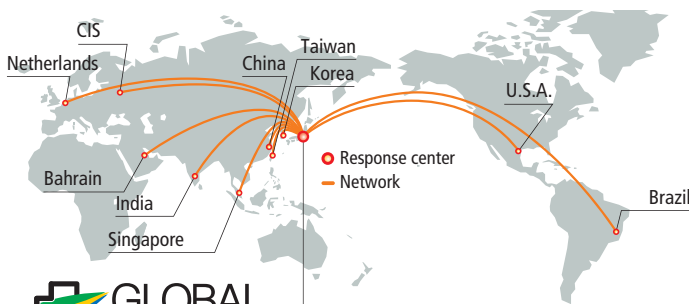 CIS
Netherlands
China
Taiwan
Korea
U.S.A.
Response center
Network
Bahrain
India
Singapore
Brazil
GLOBAL